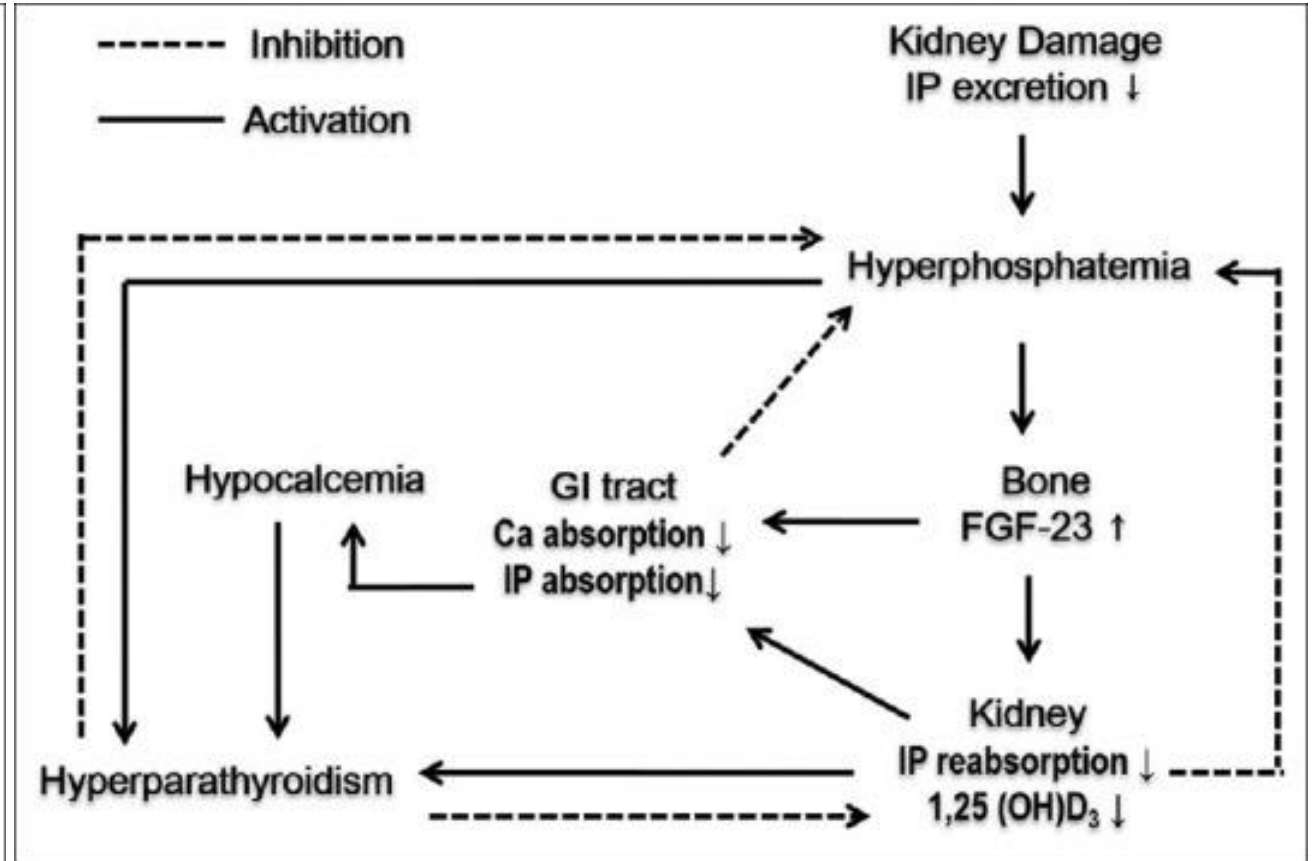 Inhibition
Activation
Kidney Damage
IP excretion ↓
Hyperphosphatemia
Hypocalcemia
GI tract
Ca absorption ↓
IP absorption↓
Bone
FGF-23 ↑
Kidney
IP reabsorption ↓
1,25 (OH)D₃ ↓
Hyperparathyroidism